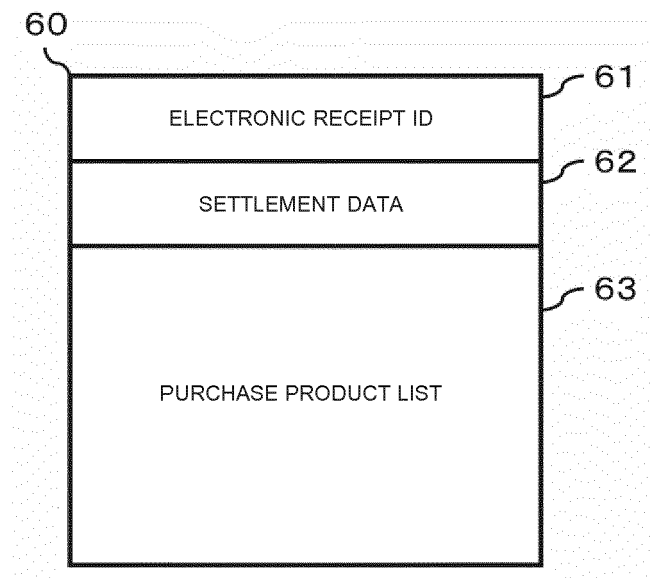 60
61
ELECTRONIC RECEIPT ID
62
SETTLEMENT DATA
63
PURCHASE PRODUCT LIST